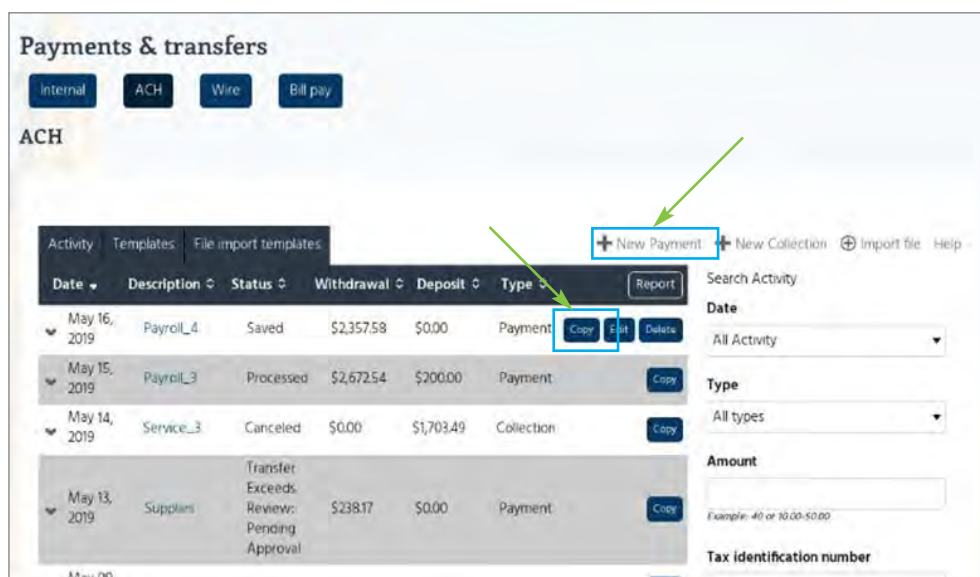 Payments & transfers
Internal ACH Wire Bill pay
ACH
Activity Templates File import templates
New Payment New Collection Import file Help
Date Description Status Withdrawal Deposit Type Report
May 16, 2019 Payroll_4 Saved $2,357.58 $0.00 Payment Copy Edit Delete
May 15, 2019 Payroll_3 Processed $2,672.54 $200.00 Payment Copy
May 14, 2019 Service_3 Canceled $0.00 $1,703.49 Collection Copy
May 13, 2019 Supplies Transfer Exceeds Review: Pending Approval $238.17 $0.00 Payment Copy
Search Activity
Date
All Activity
Type
All types
Amount
Example: 40 or 10.00-50.00
Tax identification number